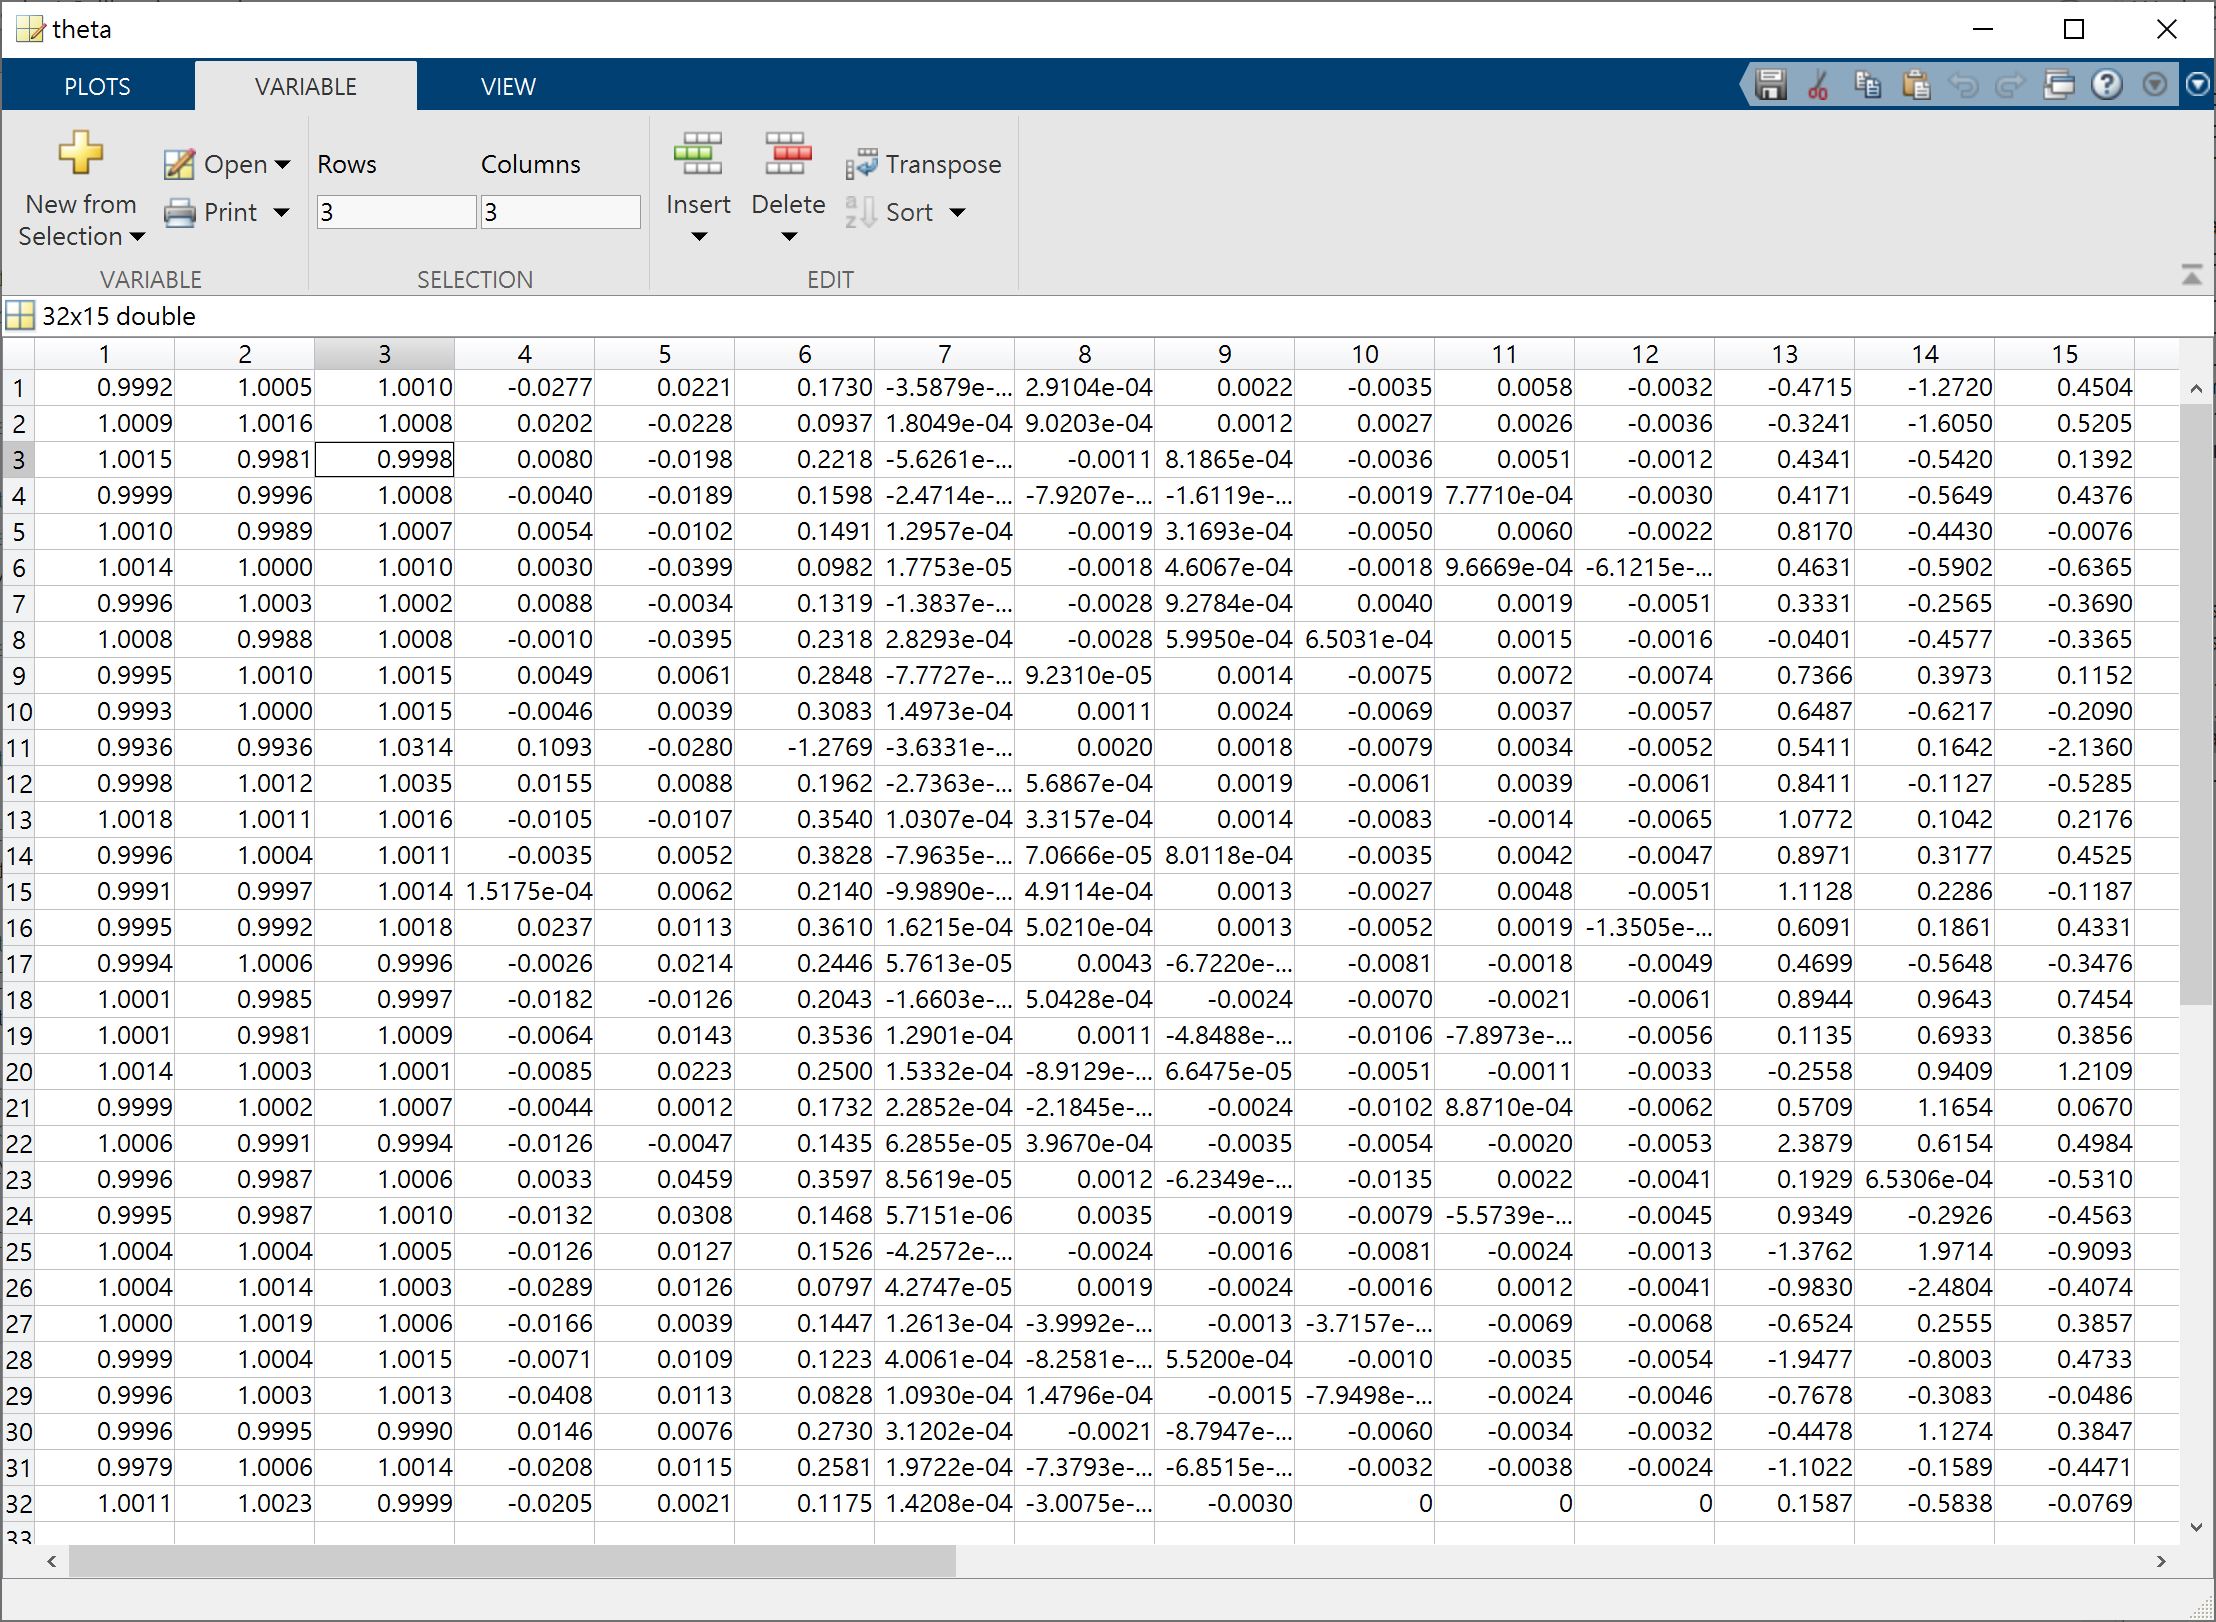 theta
PLOTS VARIABLE VIEW
New from Selection Open Print Rows Columns 3 3 Insert Delete Transpose Sort
VARIABLE SELECTION EDIT
32x15 double
1 2 3 4 5 6 7 8 9 10 11 12 13 14 15
1 0.9992 1.0005 1.0010 -0.0277 0.0221 0.1730 -3.5879e-... 2.9104e-04 0.0022 -0.0035 0.0058 -0.0032 -0.4715 -1.2720 0.4504
2 1.0009 1.0016 1.0008 0.0202 -0.0228 0.0937 1.8049e-04 9.0203e-04 0.0012 0.0027 0.0026 -0.0036 -0.3241 -1.6050 0.5205
3 1.0015 0.9981 0.9998 0.0080 -0.0198 0.2218 -5.6261e-... -0.0011 8.1865e-04 -0.0036 0.0051 -0.0012 0.4341 -0.5420 0.1392
4 0.9999 0.9996 1.0008 -0.0040 -0.0189 0.1598 -2.4714e-... -7.9207e-... -1.6119e-... -0.0019 7.7710e-04 -0.0030 0.4171 -0.5649 0.4376
5 1.0010 0.9989 1.0007 0.0054 -0.0102 0.1491 1.2957e-04 -0.0019 3.1693e-04 -0.0050 0.0060 -0.0022 0.8170 -0.4430 -0.0076
6 1.0014 1.0000 1.0010 0.0030 -0.0399 0.0982 1.7753e-05 -0.0018 4.6067e-04 -0.0018 9.6669e-04 -6.1215e-... 0.4631 -0.5902 -0.6365
7 0.9996 1.0003 1.0002 0.0088 -0.0034 0.1319 -1.3837e-... -0.0028 9.2784e-04 0.0040 0.0019 -0.0051 0.3331 -0.2565 -0.3690
8 1.0008 0.9988 1.0008 -0.0010 -0.0395 0.2318 2.8293e-04 -0.0028 5.9950e-04 6.5031e-04 0.0015 -0.0016 -0.0401 -0.4577 -0.3365
9 0.9995 1.0010 1.0015 0.0049 0.0061 0.2848 -7.7727e-... 9.2310e-05 0.0014 -0.0075 0.0072 -0.0074 0.7366 0.3973 0.1152
10 0.9993 1.0000 1.0015 -0.0046 0.0039 0.3083 1.4973e-04 0.0011 0.0024 -0.0069 0.0037 -0.0057 0.6487 -0.6217 -0.2090
11 0.9936 0.9936 1.0314 0.1093 -0.0280 -1.2769 -3.6331e-... 0.0020 0.0018 -0.0079 0.0034 -0.0052 0.5411 0.1642 -2.1360
12 0.9998 1.0012 1.0035 0.0155 0.0088 0.1962 -2.7363e-... 5.6867e-04 0.0019 -0.0061 0.0039 -0.0061 0.8411 -0.1127 -0.5285
13 1.0018 1.0011 1.0016 -0.0105 -0.0107 0.3540 1.0307e-04 3.3157e-04 0.0014 -0.0083 -0.0014 -0.0065 1.0772 0.1042 0.2176
14 0.9996 1.0004 1.0011 -0.0035 0.0052 0.3828 -7.9635e-... 7.0666e-05 8.0118e-04 -0.0035 0.0042 -0.0047 0.8971 0.3177 0.4525
15 0.9991 0.9997 1.0014 1.5175e-04 0.0062 0.2140 -9.9890e-... 4.9114e-04 0.0013 -0.0027 0.0048 -0.0051 1.1128 0.2286 -0.1187
16 0.9995 0.9992 1.0018 0.0237 0.0113 0.3610 1.6215e-04 5.0210e-04 0.0013 -0.0052 0.0019 -1.3505e-... 0.6091 0.1861 0.4331
17 0.9994 1.0006 0.9996 -0.0026 0.0214 0.2446 5.7613e-05 0.0043 -6.7220e-... -0.0081 -0.0018 -0.0049 0.4699 -0.5648 -0.3476
18 1.0001 0.9985 0.9997 -0.0182 -0.0126 0.2043 -1.6603e-... 5.0428e-04 -0.0024 -0.0070 -0.0021 -0.0061 0.8944 0.9643 0.7454
19 1.0001 0.9981 1.0009 -0.0064 0.0143 0.3536 1.2901e-04 0.0011 -4.8488e-... -0.0106 -7.8973e-... -0.0056 0.1135 0.6933 0.3856
20 1.0014 1.0003 1.0001 -0.0085 0.0223 0.2500 1.5332e-04 -8.9129e-... 6.6475e-05 -0.0051 -0.0011 -0.0033 -0.2558 0.9409 1.2109
21 0.9999 1.0002 1.0007 -0.0044 0.0012 0.1732 2.2852e-04 -2.1845e-... -0.0024 -0.0102 8.8710e-04 -0.0062 0.5709 1.1654 0.0670
22 1.0006 0.9991 0.9994 -0.0126 -0.0047 0.1435 6.2855e-05 3.9670e-04 -0.0035 -0.0054 -0.0020 -0.0053 2.3879 0.6154 0.4984
23 0.9996 0.9987 1.0006 0.0033 0.0459 0.3597 8.5619e-05 0.0012 -6.2349e-... -0.0135 0.0022 -0.0041 0.1929 6.5306e-04 -0.5310
24 0.9995 0.9987 1.0010 -0.0132 0.0308 0.1468 5.7151e-06 0.0035 -0.0019 -0.0079 -5.5739e-... -0.0045 0.9349 -0.2926 -0.4563
25 1.0004 1.0004 1.0005 -0.0126 0.0127 0.1526 -4.2572e-... -0.0024 -0.0016 -0.0081 -0.0024 -0.0013 -1.3762 1.9714 -0.9093
26 1.0004 1.0014 1.0003 -0.0289 0.0126 0.0797 4.2747e-05 0.0019 -0.0024 -0.0016 0.0012 -0.0041 -0.9830 -2.4804 -0.4074
27 1.0000 1.0019 1.0006 -0.0166 0.0039 0.1447 1.2613e-04 -3.9992e-... -0.0013 -3.7157e-... -0.0069 -0.0068 -0.6524 0.2555 0.3857
28 0.9999 1.0004 1.0015 -0.0071 0.0109 0.1223 4.0061e-04 -8.2581e-... 5.5200e-04 -0.0010 -0.0035 -0.0054 -1.9477 -0.8003 0.4733
29 0.9996 1.0003 1.0013 -0.0408 0.0113 0.0828 1.0930e-04 1.4796e-04 -0.0015 -7.9498e-... -0.0024 -0.0046 -0.7678 -0.3083 -0.0486
30 0.9996 0.9995 0.9990 0.0146 0.0076 0.2730 3.1202e-04 -0.0021 -8.7947e-... -0.0060 -0.0034 -0.0032 -0.4478 1.1274 0.3847
31 0.9979 1.0006 1.0014 -0.0208 0.0115 0.2581 1.9722e-04 -7.3793e-... -6.8515e-... -0.0032 -0.0038 -0.0024 -1.1022 -0.1589 -0.4471
32 1.0011 1.0023 0.9999 -0.0205 0.0021 0.1175 1.4208e-04 -3.0075e-... -0.0030 0 0 0 0.1587 -0.5838 -0.0769
33